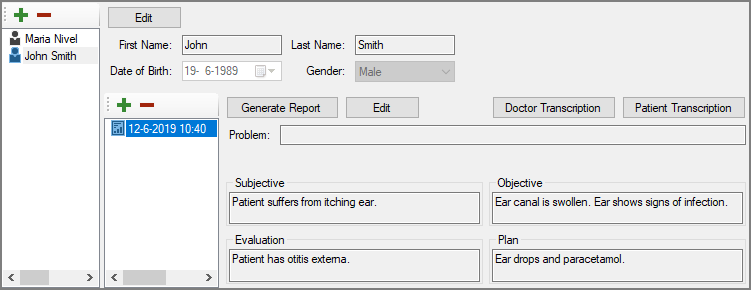 Maria Nivel
John Smith
Edit
First Name: John Last Name: Smith
Date of Birth: 19- 6-1989 Gender: Male
12-6-2019 10:40
Generate Report Edit Doctor Transcription Patient Transcription
Problem:
Subjective
Patient suffers from itching ear.
Objective
Ear canal is swollen. Ear shows signs of infection.
Evaluation
Patient has otitis externa.
Plan
Ear drops and paracetamol.